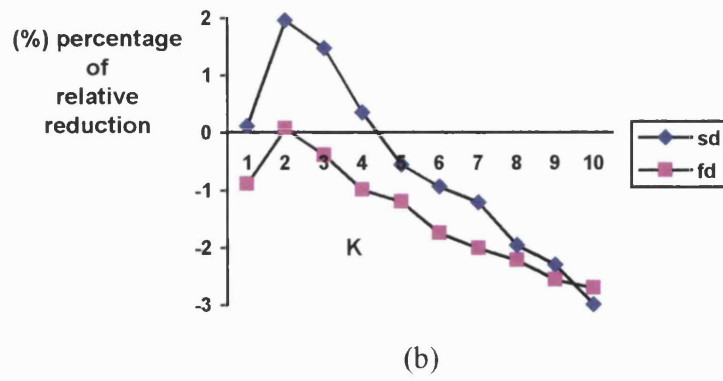 2
(%) percentage
of
relative
reduction
1
0
1 2 3 4 5 6 7 8 9 10
-1
K
-2
-3
sd
fd
(b)